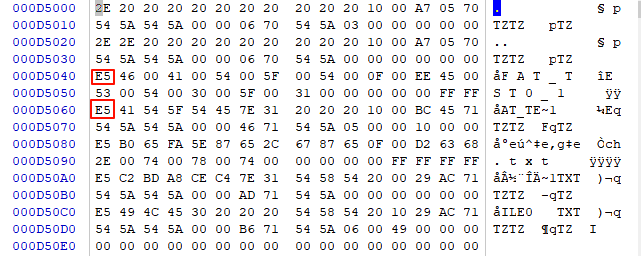 000D5000 2E 20 20 20 20 20 20 20 20 20 20 10 00 A7 05 70 . § p
000D5010 54 5A 54 5A 00 00 06 70 54 5A 03 00 00 00 00 00 TZTZ pTZ
000D5020 2E 2E 20 20 20 20 20 20 20 20 20 10 00 A7 05 70 .. § p
000D5030 54 5A 54 5A 00 00 06 70 54 5A 00 00 00 00 00 00 TZTZ pTZ
000D5040 E5 46 00 41 00 54 00 5F 00 54 00 0F 00 EE 45 00 åF A T _ T îE
000D5050 53 00 54 00 30 00 5F 00 31 00 00 00 00 00 FF FF S T 0 _ 1 ÿÿ
000D5060 E5 41 54 5F 54 45 7E 31 20 20 20 10 00 BC 45 71 åAT_TE~1 ¼Eq
000D5070 54 5A 54 5A 00 00 46 71 54 5A 05 00 00 10 00 00 TZTZ FqTZ
000D5080 E5 B0 65 FA 5E 87 65 2C 67 87 65 0F 00 D2 63 68 å°eú^‡e,g‡e Òch
000D5090 2E 00 74 00 78 00 74 00 00 00 00 00 FF FF FF FF . t x t ÿÿÿÿ
000D50A0 E5 C2 BD A8 CE C4 7E 31 54 58 54 20 00 29 AC 71 åÂ½¨ÎÄ~1TXT )¬q
000D50B0 54 5A 54 5A 00 00 AD 71 54 5A 00 00 00 00 00 00 TZTZ -qTZ
000D50C0 E5 49 4C 45 30 20 20 20 54 58 54 20 10 29 AC 71 åILE0 TXT )¬q
000D50D0 54 5A 54 5A 00 00 B6 71 54 5A 06 00 49 00 00 00 TZTZ ¶qTZ I
000D50E0 00 00 00 00 00 00 00 00 00 00 00 00 00 00 00 00